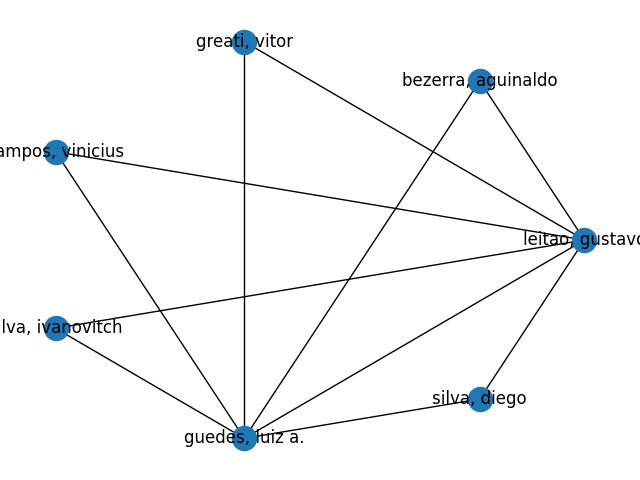 greati, vitor
bezerra, aguinaldo
ampos, vinicius
leitao, gustavo
lva, ivanovitch
silva, diego
guedes, luiz a.